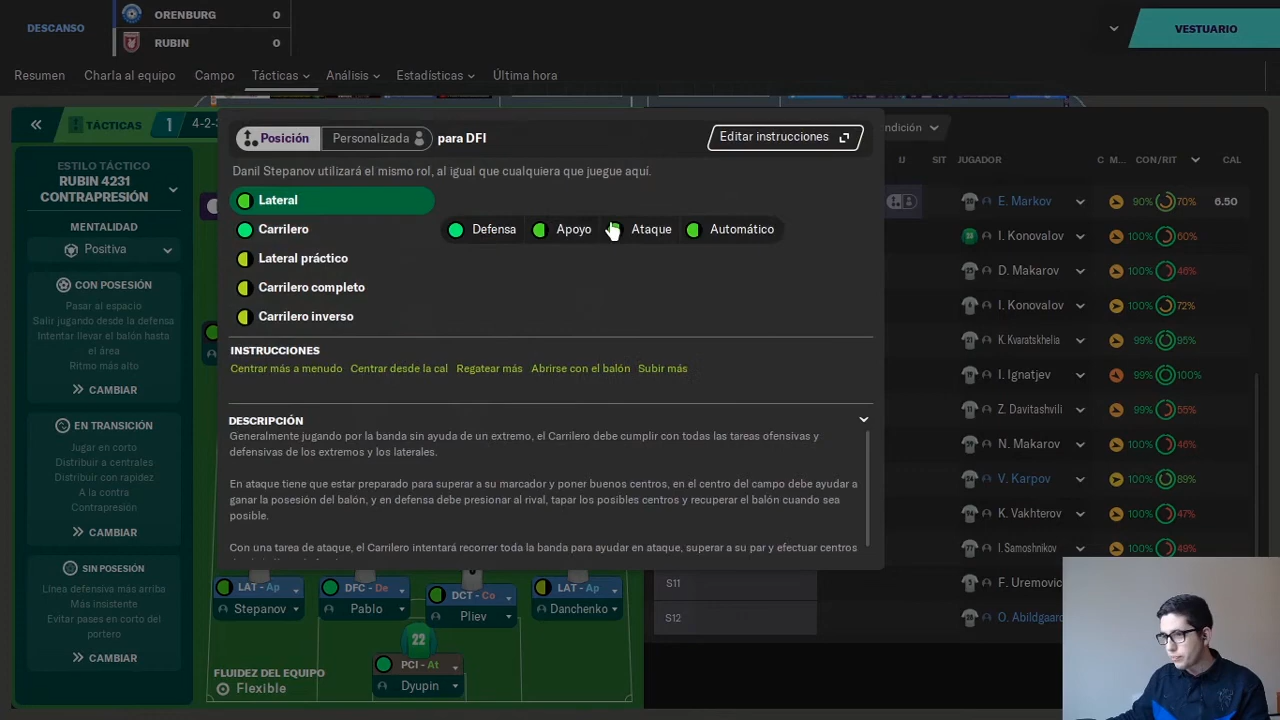 DESCANSO
ORENBURG 0
RUBIN 0
VESTUARIO
Resumen Charla al equipo Campo Tácticas Análisis Estadísticas Última hora
TÁCTICAS 1 4-2-3
ESTILO TÁCTICO
RUBIN 4231
CONTRAPRESIÓN
MENTALIDAD
Positiva
CON POSESIÓN
Pasar al espacio
Salir jugando desde la defensa
Intentar llevar el balón hasta
el área
Ritmo más alto
CAMBIAR
EN TRANSICIÓN
Jugar en corto
Distribuir a centrales
Distribuir con rapidez
A la contra
Contrapresión
CAMBIAR
SIN POSESIÓN
Línea defensiva más arriba
Más insistente
Evitar pases en corto del
portero
CAMBIAR
Posición Personalizada para DFI
Editar instrucciones
Danil Stepanov utilizará el mismo rol, al igual que cualquiera que juegue aquí.
Lateral
Carrilero
Defensa Apoyo Ataque Automático
Lateral práctico
Carrilero completo
Carrilero inverso
INSTRUCCIONES
Centrar más a menudo Centrar desde la cal Regatear más Abrirse con el balón Subir más
DESCRIPCIÓN
Generalmente jugando por la banda sin ayuda de un extremo, el Carrilero debe cumplir con todas las tareas ofensivas y
defensivas de los extremos y los laterales.
En ataque tiene que estar preparado para superar a su marcador y poner buenos centros, en el centro del campo debe ayudar a
ganar la posesión del balón, y en defensa debe presionar al rival, tapar los posibles centros y recuperar el balón cuando sea
posible.
Con una tarea de ataque, el Carrilero intentará recorrer toda la banda para ayudar en ataque, superar a su par y efectuar centros
LAT - Ap DFC - De DCT - Co LAT - Ap
Stepanov Pablo Pliev Danchenko
22
PCI - At
Dyupin
FLUIDEZ DEL EQUIPO
Flexible
ndición
IJ SIT JUGADOR C M... CON/RIT CAL
E. Markov 90% 70% 6.50
I. Konovalov 100% 60%
D. Makarov 100% 46%
I. Konovalov 100% 72%
K. Kvaratskhelia 99% 95%
I. Ignatjev 99% 100%
Z. Davitashvili 99% 55%
N. Makarov 100% 46%
V. Karpov 100% 89%
K. Vakhterov 100% 47%
I. Samoshnikov 100% 49%
S11 F. Uremovic
S12 O. Abildgaar